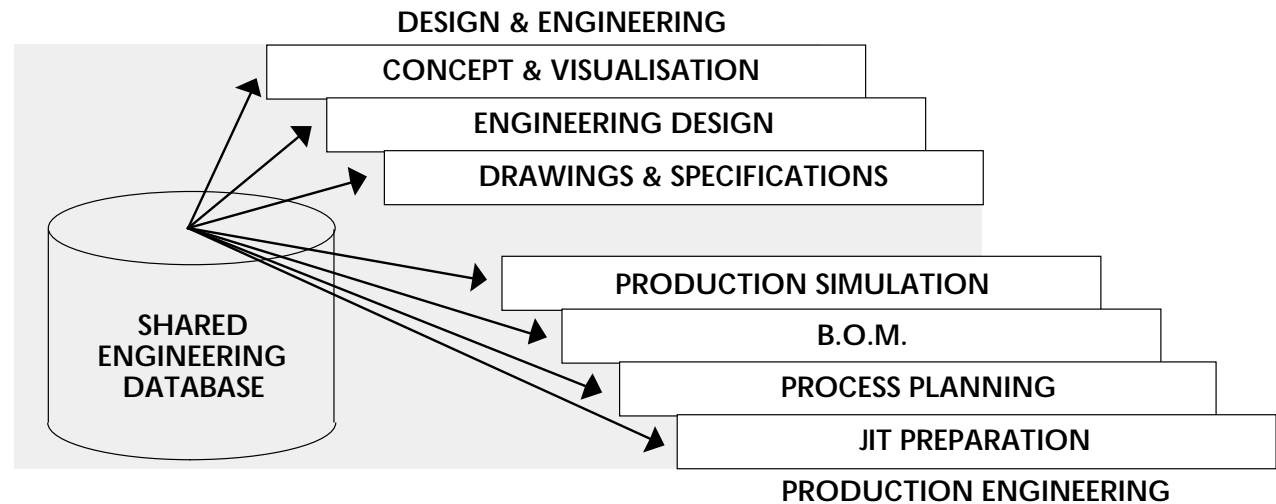 DESIGN & ENGINEERING
CONCEPT & VISUALISATION
ENGINEERING DESIGN
DRAWINGS & SPECIFICATIONS
PRODUCTION SIMULATION
B.O.M.
PROCESS PLANNING
JIT PREPARATION
PRODUCTION ENGINEERING
SHARED
ENGINEERING
DATABASE